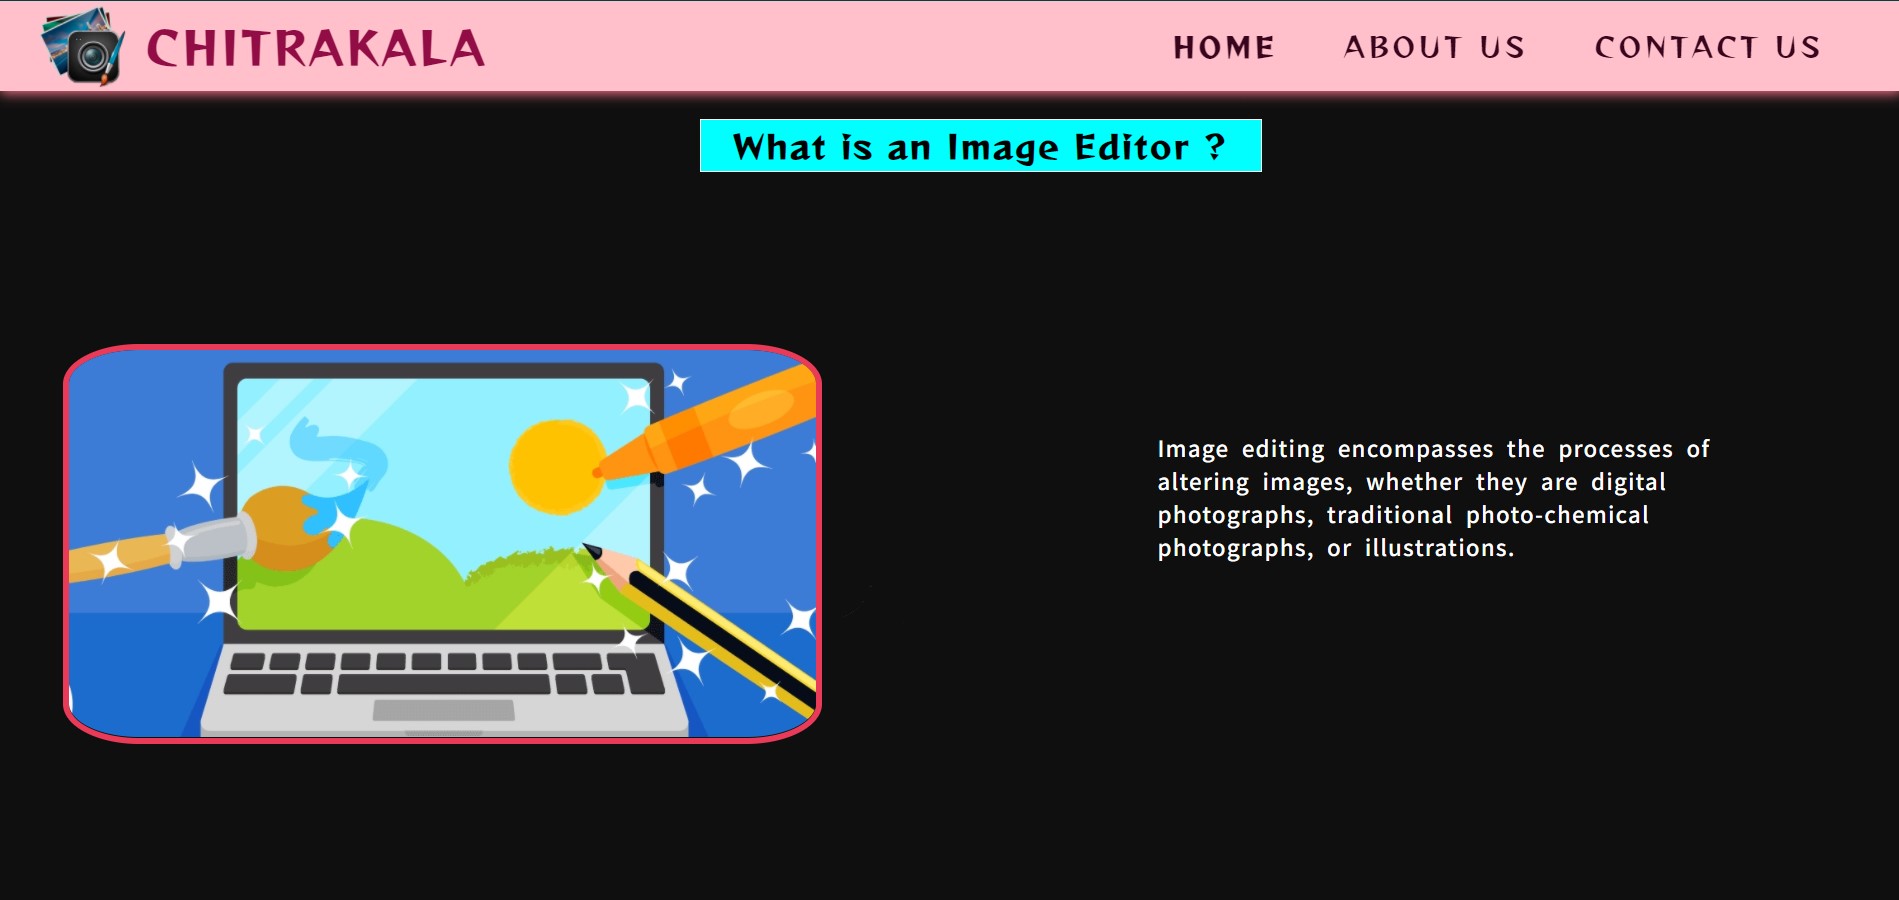 CHITRAKALA
HOME
ABOUT US
CONTACT US
What is an Image Editor ?
Image editing encompasses the processes of
altering images, whether they are digital
photographs, traditional photo-chemical
photographs, or illustrations.